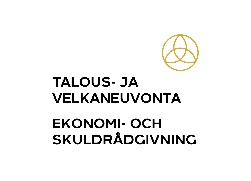 TALOUS- JA
VELKANEUVONTA
EKONOMI- OCH
SKULDRÅDGIVNING